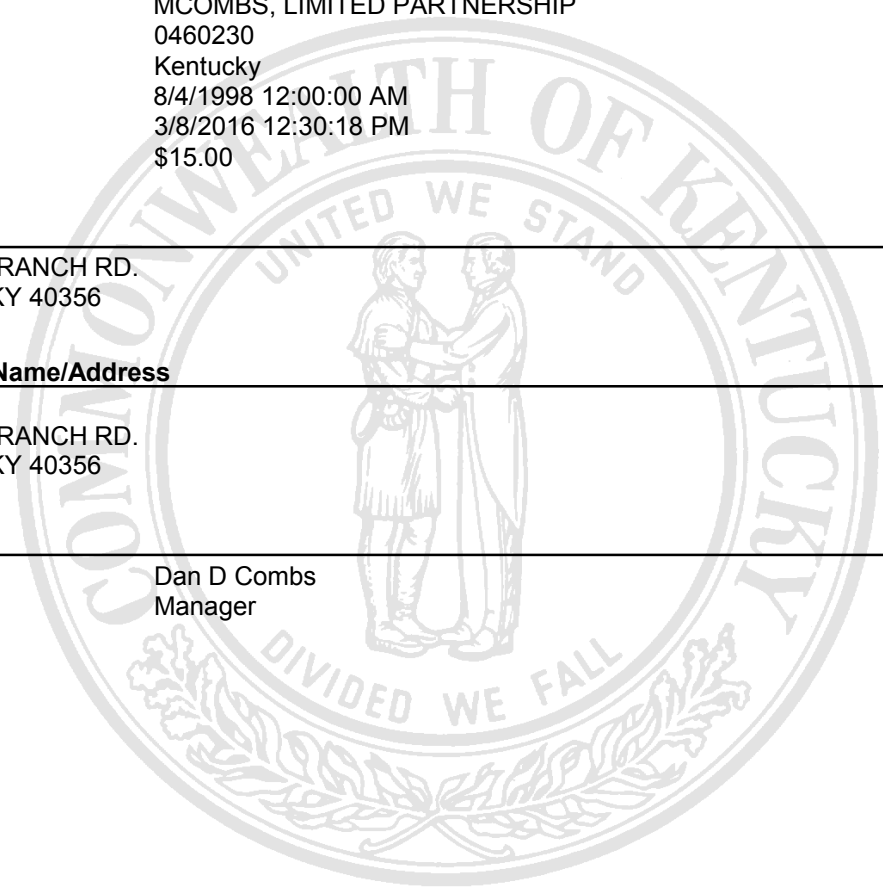 MCOMBS, LIMITED PARTNERSHIP
0460230
Kentucky
8/4/1998 12:00:00 AM
3/8/2016 12:30:18 PM
$15.00
RANCH RD.
KY 40356
Name/Address
RANCH RD.
KY 40356
Dan D Combs
Manager
COMMONWEALTH OF KENTUCKY
UNITED WE STAND
DIVIDED WE FALL